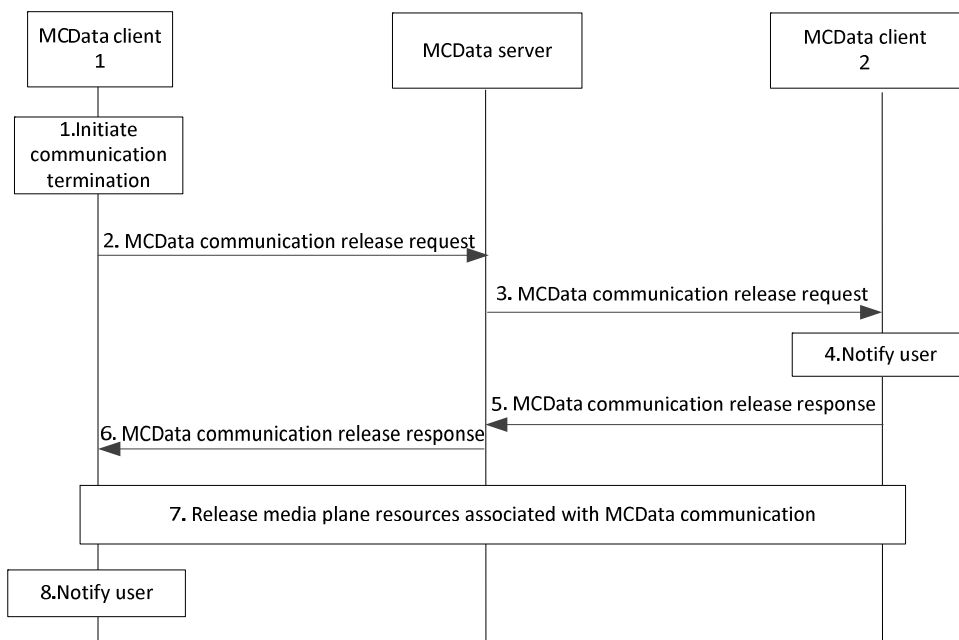 MCData client
1
MCData server
MCData client
2
1.Initiate
communication
termination
2. MCData communication release request
3. MCData communication release request
4.Notify user
5. MCData communication release response
6. MCData communication release response
7. Release media plane resources associated with MCData communication
8.Notify user